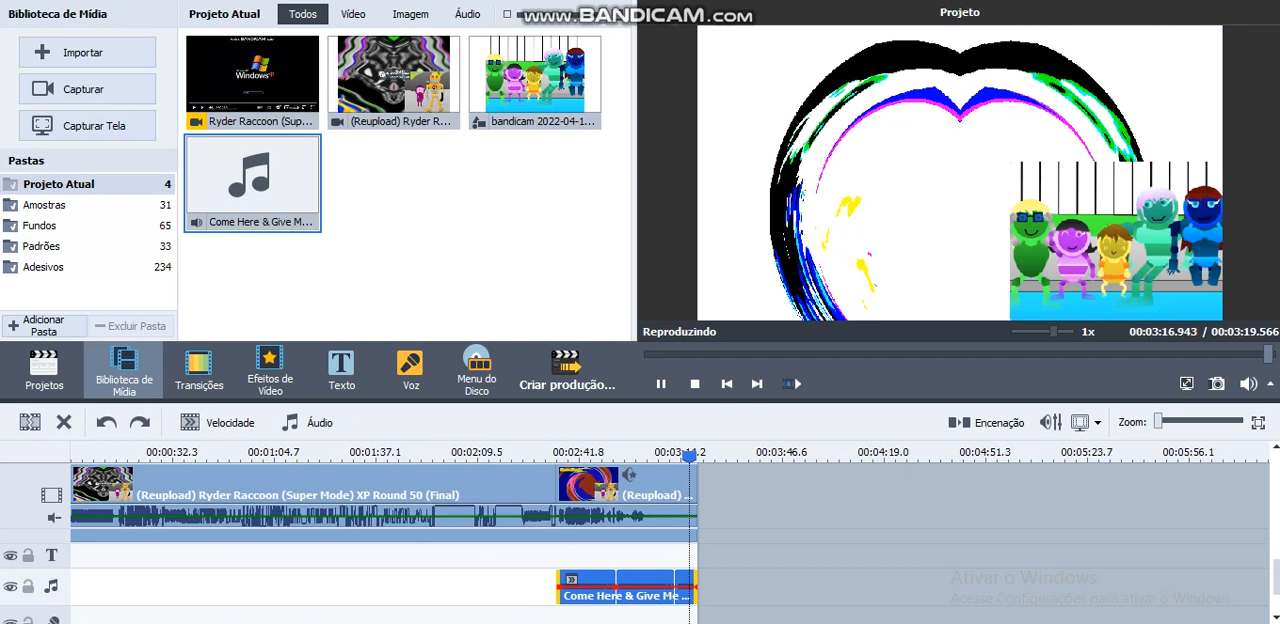 Biblioteca de Mídia
Projeto Atual
Todos
Vídeo
Imagem
Áudio
www.BANDICAM.com
Projeto
Importar
Capturar
Capturar Tela
Pastas
Projeto Atual 4
Amostras 31
Fundos 65
Padrões 33
Adesivos 234
Adicionar
Pasta
Excluir Pasta
Windows
Ryder Raccoon (Sup...
(Reupload) Ryder R...
bandicam 2022-04-1...
Come Here & Give M...
Reproduzindo
1x
00:03:16.943 / 00:03:19.566
Projetos
Biblioteca de
Mídia
Transições
Efeitos de
Vídeo
Texto
Voz
Menu do
Disco
Criar produção...
Velocidade
Áudio
Encenação
Zoom:
00:00:32.3
00:01:04.7
00:01:37.1
00:02:09.5
00:02:41.8
00:03:46.6
00:04:19.0
00:04:51.3
00:05:23.7
00:05:56.1
(Reupload) Ryder Raccoon (Super Mode) XP Round 50 (Final)
(Reupload) ...
T
Come Here & Give Me ...
Ativar o Windows
Acesse Configurações para ativar o Windows.